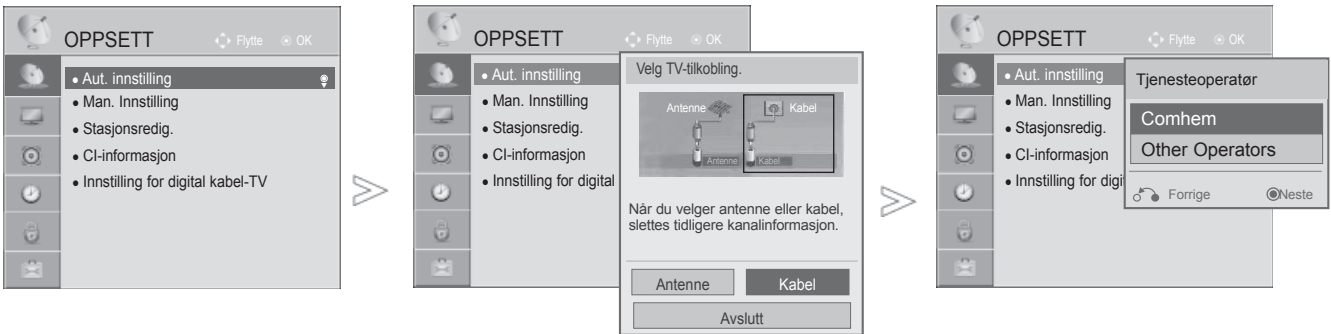 OPPSETT
Flytte OK
• Aut. innstilling
• Man. Innstilling
• Stasjonsredig.
• CI-informasjon
• Innstilling for digital kabel-TV
OPPSETT
Flytte OK
• Aut. innstilling
• Man. Innstilling
• Stasjonsredig.
• CI-informasjon
• Innstilling for digital
Velg TV-tilkobling.
Antenne Kabel
Antenne Kabel
Når du velger antenne eller kabel,
slettes tidligere kanalinformasjon.
Antenne Kabel
Avslutt
OPPSETT
Flytte OK
• Aut. innstilling
• Man. Innstilling
• Stasjonsredig.
• CI-informasjon
• Innstilling for digi
Tjenesteoperatør
Comhem
Other Operators
Forrige Neste